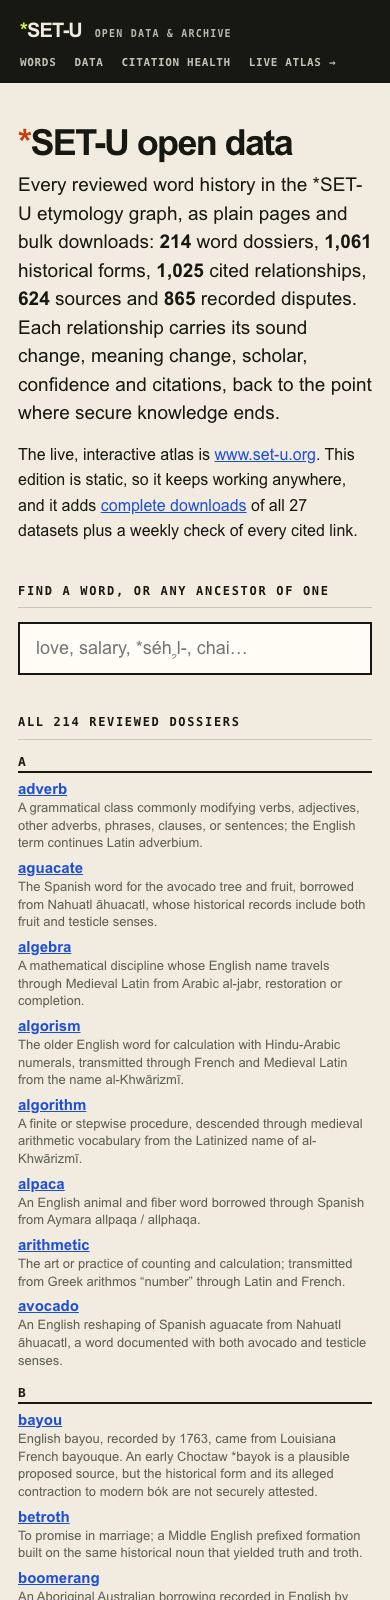 *SET-U OPEN DATA & ARCHIVE
WORDS DATA CITATION HEALTH LIVE ATLAS →
*SET-U open data
Every reviewed word history in the *SET-
U etymology graph, as plain pages and
bulk downloads: 214 word dossiers, 1,061
historical forms, 1,025 cited relationships,
624 sources and 865 recorded disputes.
Each relationship carries its sound
change, meaning change, scholar,
confidence and citations, back to the point
where secure knowledge ends.
The live, interactive atlas is www.set-u.org. This
edition is static, so it keeps working anywhere,
and it adds complete downloads of all 27
datasets plus a weekly check of every cited link.
FIND A WORD, OR ANY ANCESTOR OF ONE
love, salary, *séh₂l-, chai…
ALL 214 REVIEWED DOSSIERS
A
adverb
A grammatical class commonly modifying verbs, adjectives,
other adverbs, phrases, clauses, or sentences; the English
term continues Latin adverbium.
aguacate
The Spanish word for the avocado tree and fruit, borrowed
from Nahuatl āhuacatl, whose historical records include both
fruit and testicle senses.
algebra
A mathematical discipline whose English name travels
through Medieval Latin from Arabic al-jabr, restoration or
completion.
algorism
The older English word for calculation with Hindu-Arabic
numerals, transmitted through French and Medieval Latin
from the name al-Khwārizmī.
algorithm
A finite or stepwise procedure, descended through medieval
arithmetic vocabulary from the Latinized name of al-
Khwārizmī.
alpaca
An English animal and fiber word borrowed through Spanish
from Aymara allpaqa / allphaqa.
arithmetic
The art or practice of counting and calculation; transmitted
from Greek arithmos “number” through Latin and French.
avocado
An English reshaping of Spanish aguacate from Nahuatl
āhuacatl, a word documented with both avocado and testicle
senses.
B
bayou
English bayou, recorded by 1763, came from Louisiana
French bayouque. An early Choctaw *bayok is a plausible
proposed source, but the historical form and its alleged
contraction to modern bók are not securely attested.
betroth
To promise in marriage; a Middle English prefixed formation
built on the same historical noun that yielded truth and troth.
boomerang
An Aboriginal Australian borrowing recorded in English by